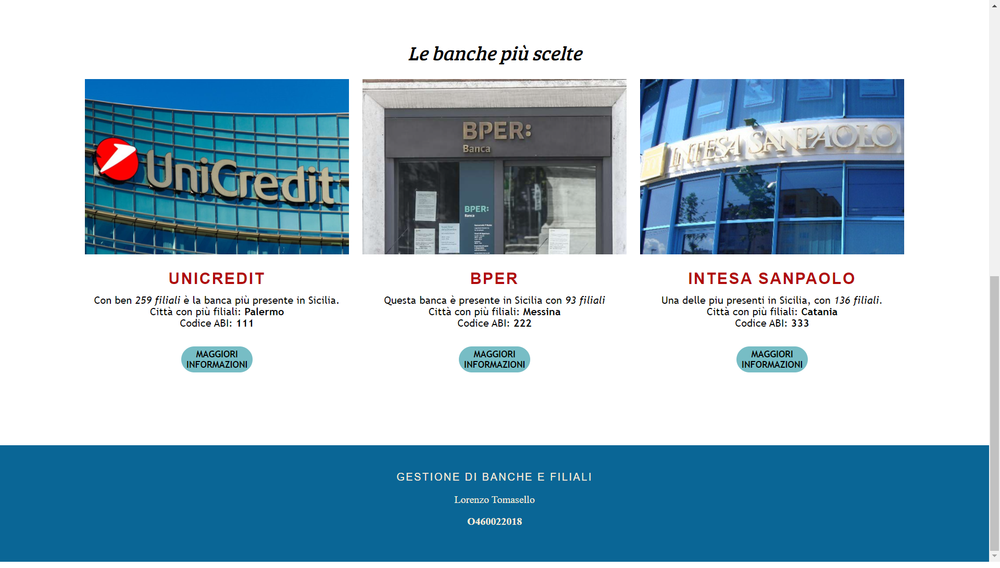 Le banche più scelte
UniCredit
BPER:
Banca
BPER:
Banca
INTESA SANPAOLO
UNICREDIT
Con ben 259 filiali è la banca più presente in Sicilia.
Città con più filiali: Palermo
Codice ABI: 111
MAGGIORI
INFORMAZIONI
BPER
Questa banca è presente in Sicilia con 93 filiali
Città con più filiali: Messina
Codice ABI: 222
MAGGIORI
INFORMAZIONI
INTESA SANPAOLO
Una delle piu presenti in Sicilia, con 136 filiali.
Città con più filiali: Catania
Codice ABI: 333
MAGGIORI
INFORMAZIONI
GESTIONE DI BANCHE E FILIALI
Lorenzo Tomasello
O460022018